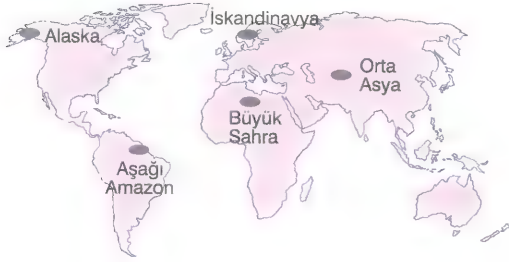 İskandinavya
Alaska
Orta
Asya
Büyük
Sahra
Aşağı
Amazon